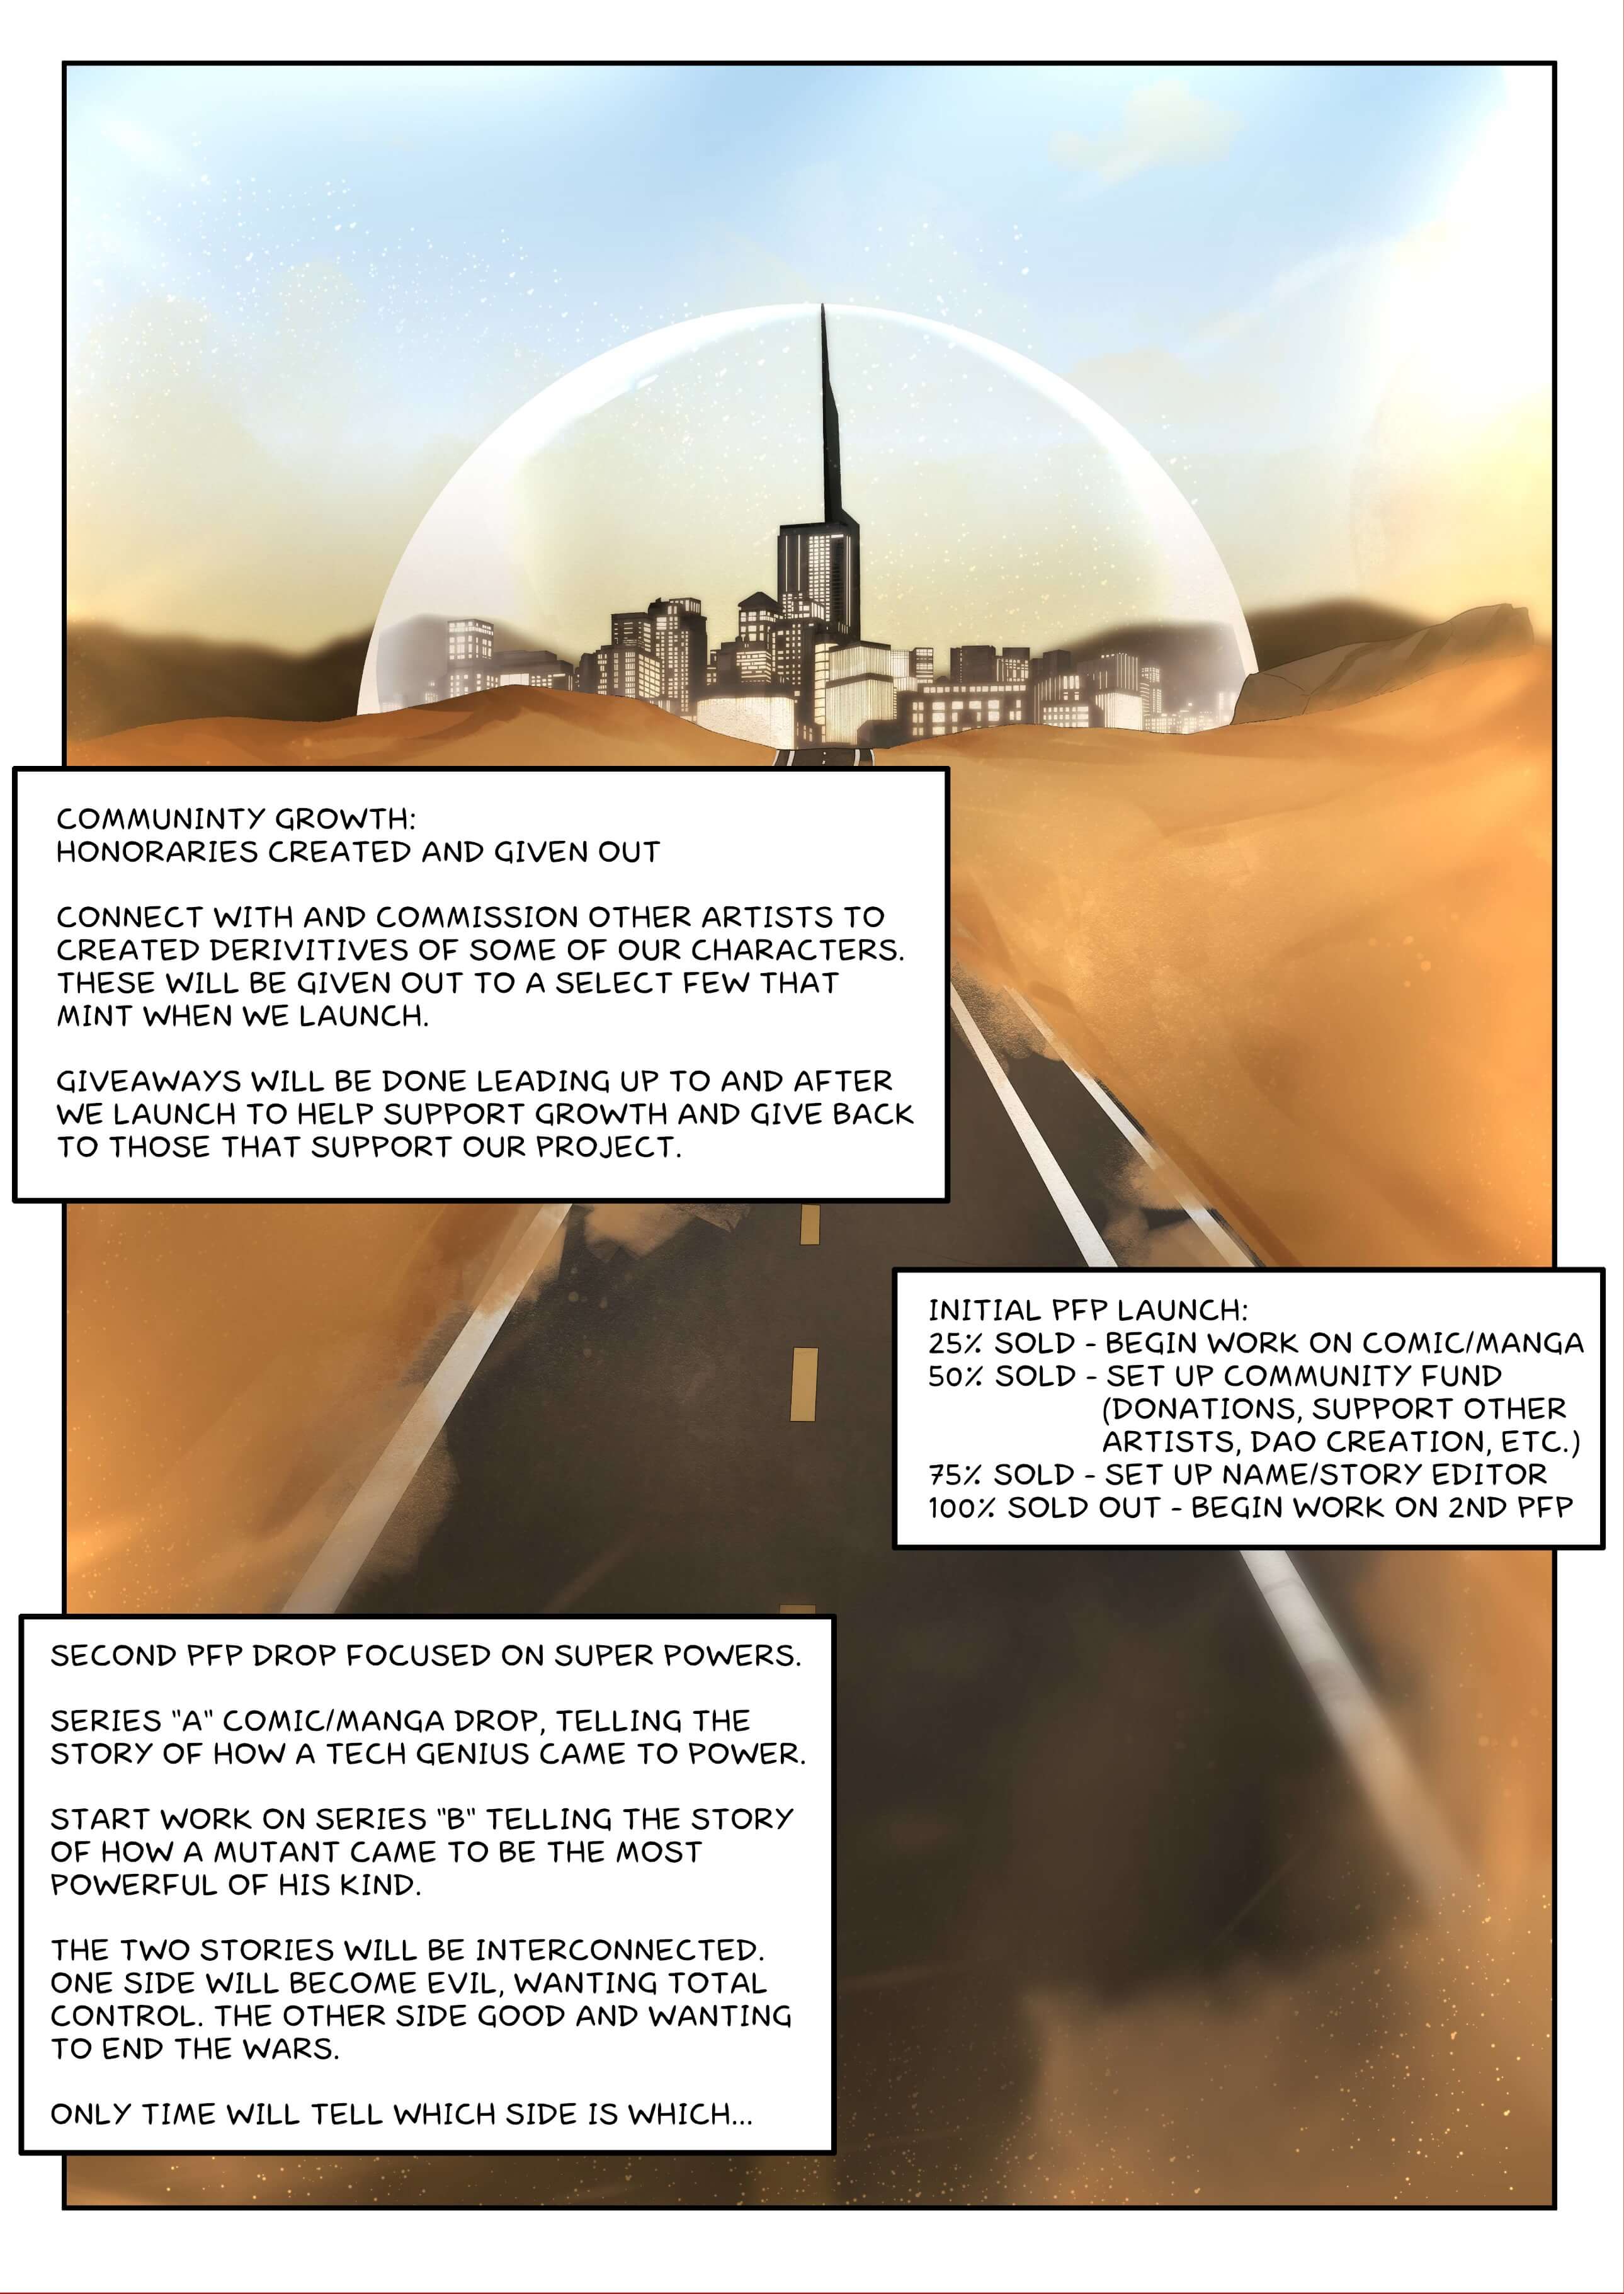 COMMUNINTY GROWTH:
HONORARIES CREATED AND GIVEN OUT
CONNECT WITH AND COMMISSION OTHER ARTISTS TO
CREATED DERIVITIVES OF SOME OF OUR CHARACTERS.
THESE WILL BE GIVEN OUT TO A SELECT FEW THAT
MINT WHEN WE LAUNCH.
GIVEAWAYS WILL BE DONE LEADING UP TO AND AFTER
WE LAUNCH TO HELP SUPPORT GROWTH AND GIVE BACK
TO THOSE THAT SUPPORT OUR PROJECT.
INITIAL PFP LAUNCH:
25% SOLD - BEGIN WORK ON COMIC/MANGA
50% SOLD - SET UP COMMUNITY FUND
(DONATIONS, SUPPORT OTHER
ARTISTS, DAO CREATION, ETC.)
75% SOLD - SET UP NAME/STORY EDITOR
100% SOLD OUT - BEGIN WORK ON 2ND PFP
SECOND PFP DROP FOCUSED ON SUPER POWERS.
SERIES "A" COMIC/MANGA DROP, TELLING THE
STORY OF HOW A TECH GENIUS CAME TO POWER.
START WORK ON SERIES "B" TELLING THE STORY
OF HOW A MUTANT CAME TO BE THE MOST
POWERFUL OF HIS KIND.
THE TWO STORIES WILL BE INTERCONNECTED.
ONE SIDE WILL BECOME EVIL, WANTING TOTAL
CONTROL. THE OTHER SIDE GOOD AND WANTING
TO END THE WARS.
ONLY TIME WILL TELL WHICH SIDE IS WHICH...